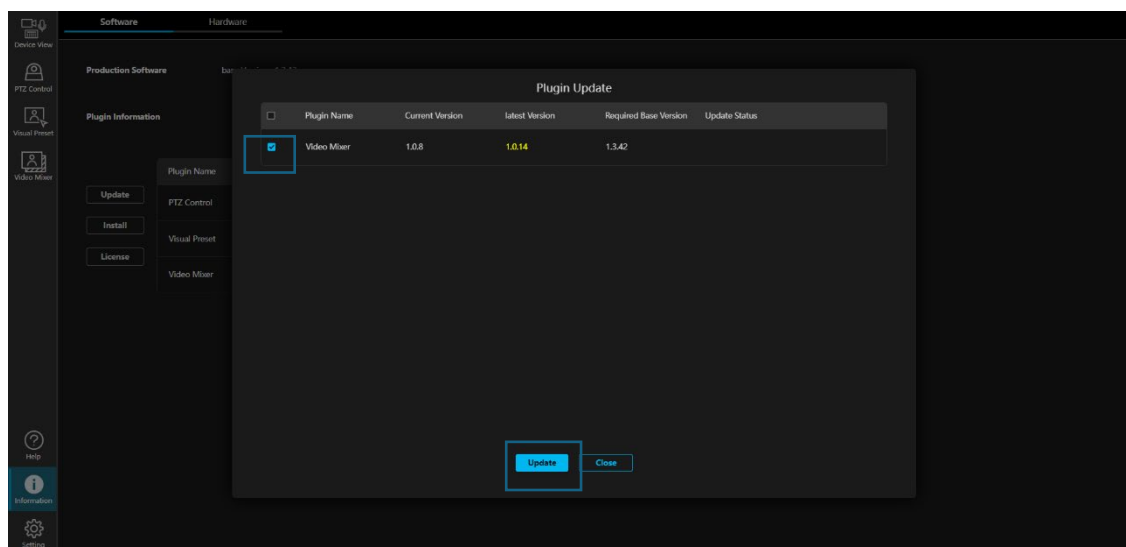 Software Hardware
Device View
PTZ Control
Visual Preset
Video Mixer
Production Software
Plugin Information
Plugin Name
Update
PTZ Control
Install
Visual Preset
License
Video Mixer
Plugin Update
Plugin Name Current Version latest Version Required Base Version Update Status
Video Mixer 1.0.8 1.0.14 1.3.42
Update Close
Help
Information
Setting